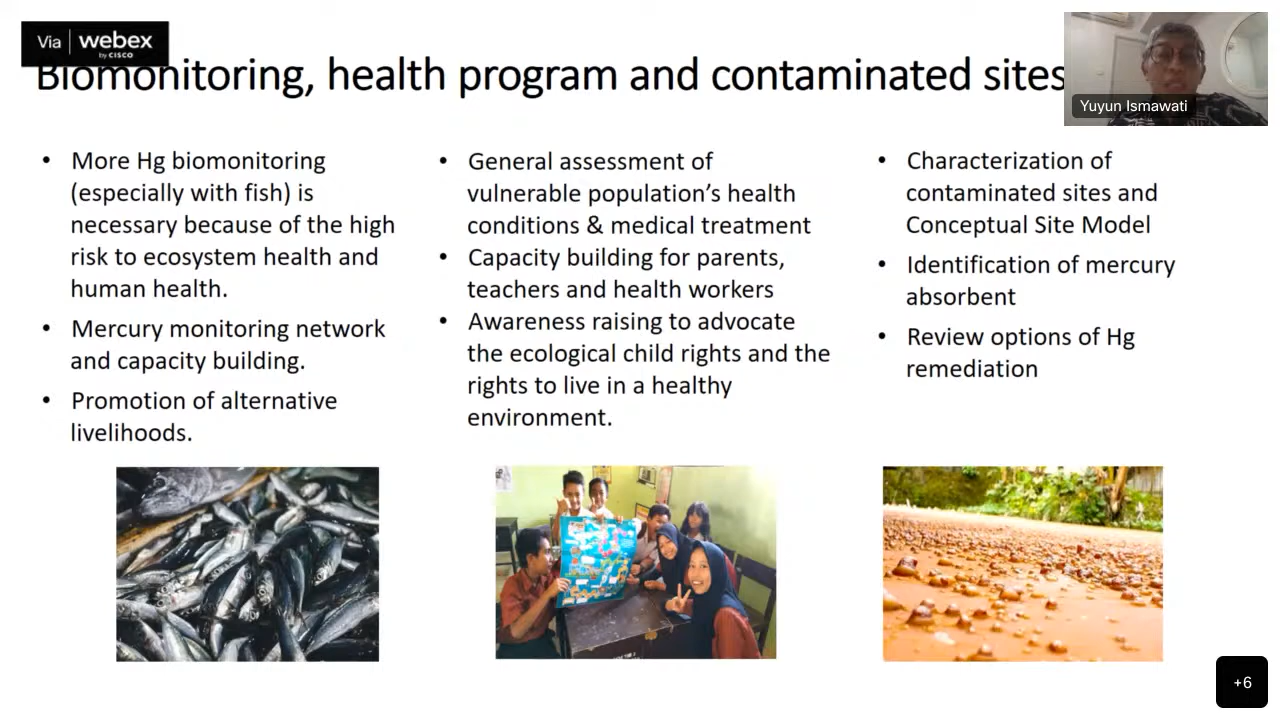 Via webex
by CISCO
Biomonitoring, health program and contaminated sites
Yuyun Ismawati
• More Hg biomonitoring
(especially with fish) is
necessary because of the high
risk to ecosystem health and
human health.
• Mercury monitoring network
and capacity building.
• Promotion of alternative
livelihoods.
• General assessment of
vulnerable population’s health
conditions & medical treatment
• Capacity building for parents,
teachers and health workers
• Awareness raising to advocate
the ecological child rights and the
rights to live in a healthy
environment.
• Characterization of
contaminated sites and
Conceptual Site Model
• Identification of mercury
absorbent
• Review options of Hg
remediation
+6